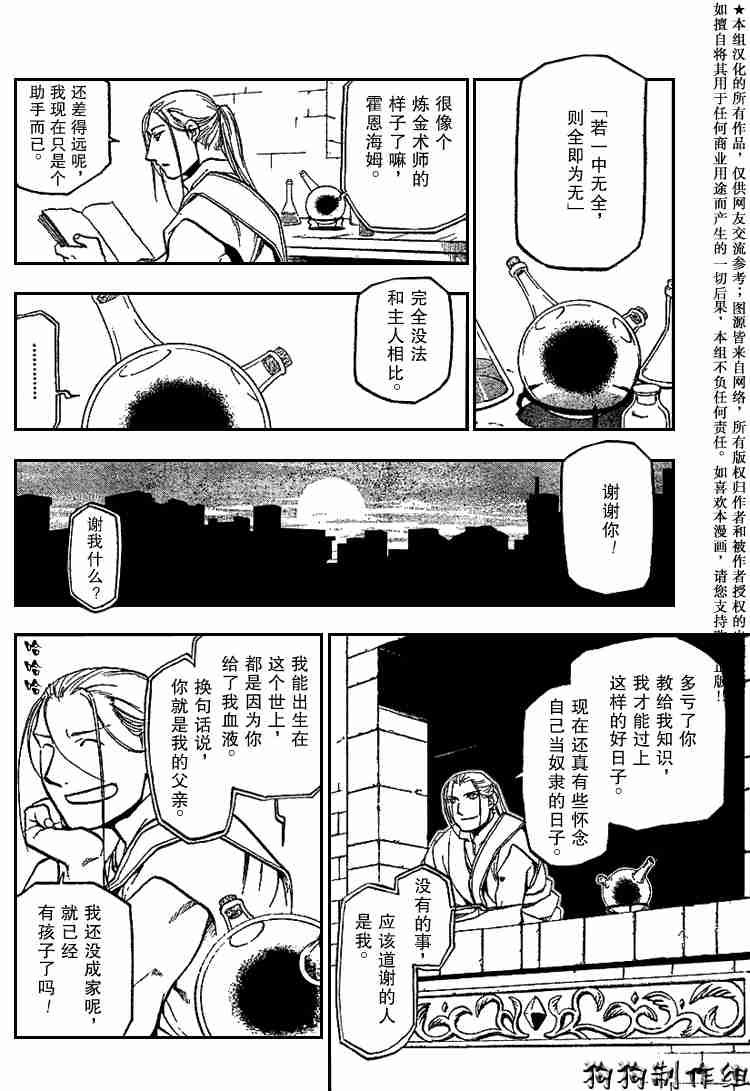 ★本组汉化的所有作品，仅供网友交流参考；图源皆来自网络，所有版权归作者和被作者授权的
如擅自将其用于任何商业用途而产生的一切后果，本组不负任何责任。如喜欢本漫画，请您支持
正版!!
「若一中无全，
则全即为无」
很像个
炼金术师的
样子了嘛，
霍恩海姆。
还差得远呢，
我现在只是个
助手而已。
完全没法
和主人相比。
………
谢谢你！
谢我什么？
多亏了你
教给我知识，
我才能过上
这样的好日子。
现在还真有些怀念
自己当奴隶的日子。
没有的事，
应该道谢的人
是我。
我能出生在
这个世上，
都是因为你
给了我血液。
换句话说，
你就是我的父亲。
哈哈哈
我还没成家呢，
就已经
有孩子了吗！
狗狗制作组